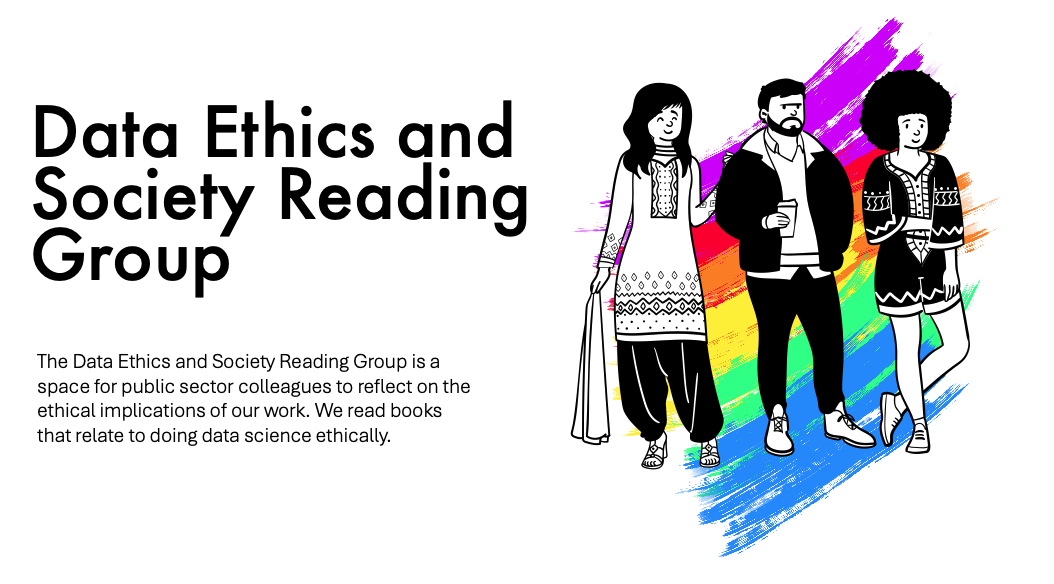 Data Ethics and
Society Reading
Group
The Data Ethics and Society Reading Group is a
space for public sector colleagues to reflect on the
ethical implications of our work. We read books
that relate to doing data science ethically.